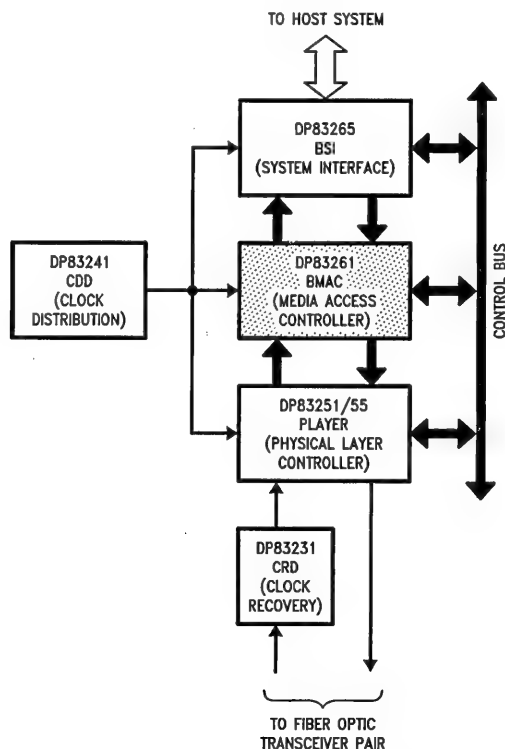 TO HOST SYSTEM
DP83265
BSI
(SYSTEM INTERFACE)
DP83241
CDD
(CLOCK
DISTRIBUTION)
DP83261
BMAC
(MEDIA ACCESS
CONTROLLER)
CONTROL BUS
DP83251/55
PLAYER
(PHYSICAL LAYER
CONTROLLER)
DP83231
CRD
(CLOCK
RECOVERY)
TO FIBER OPTIC
TRANSCEIVER PAIR